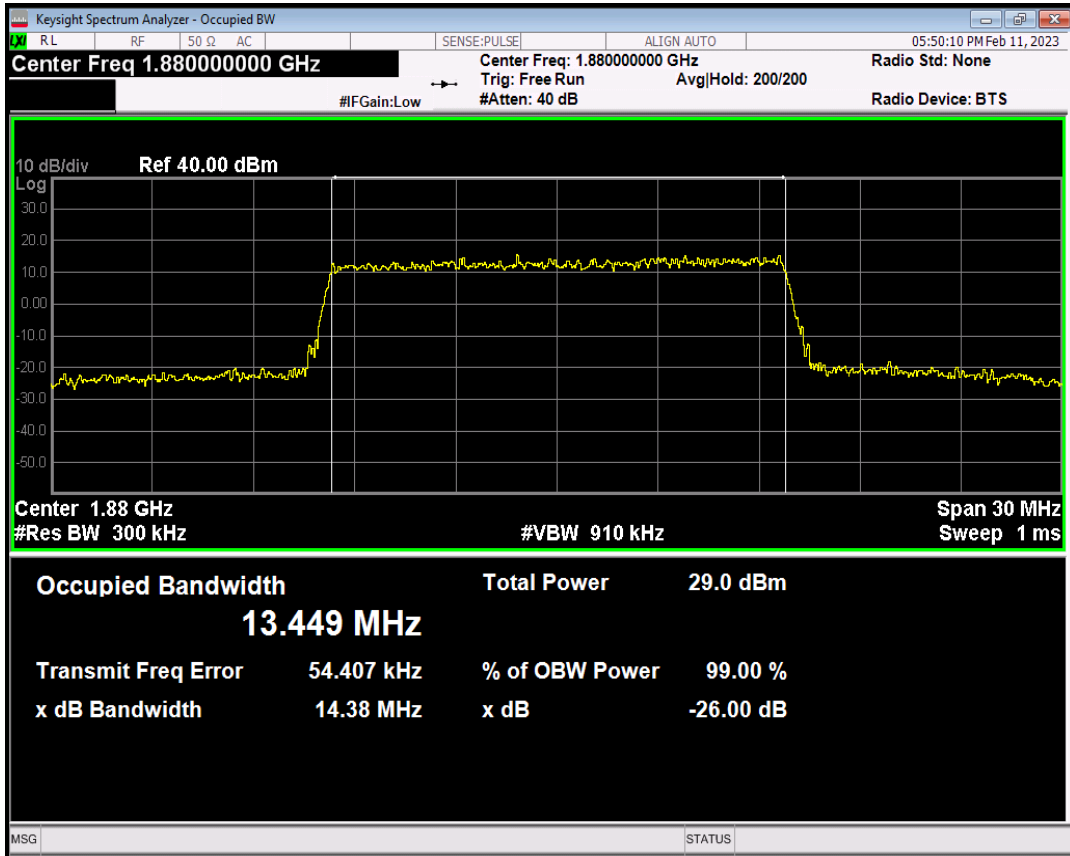 Keysight Spectrum Analyzer - Occupied BW
LXI RL RF 50 Ω AC SENSE:PULSE ALIGN AUTO 05:50:10 PM Feb 11, 2023
Center Freq 1.880000000 GHz Center Freq: 1.880000000 GHz Radio Std: None
Trig: Free Run Avg|Hold: 200/200
#IFGain:Low #Atten: 40 dB Radio Device: BTS
10 dB/div Ref 40.00 dBm
Log
30.0
20.0
10.0
0.00
-10.0
-20.0
-30.0
-40.0
-50.0
Center 1.88 GHz Span 30 MHz
#Res BW 300 kHz #VBW 910 kHz Sweep 1 ms
Occupied Bandwidth Total Power 29.0 dBm
13.449 MHz
Transmit Freq Error 54.407 kHz % of OBW Power 99.00 %
x dB Bandwidth 14.38 MHz x dB -26.00 dB
MSG STATUS